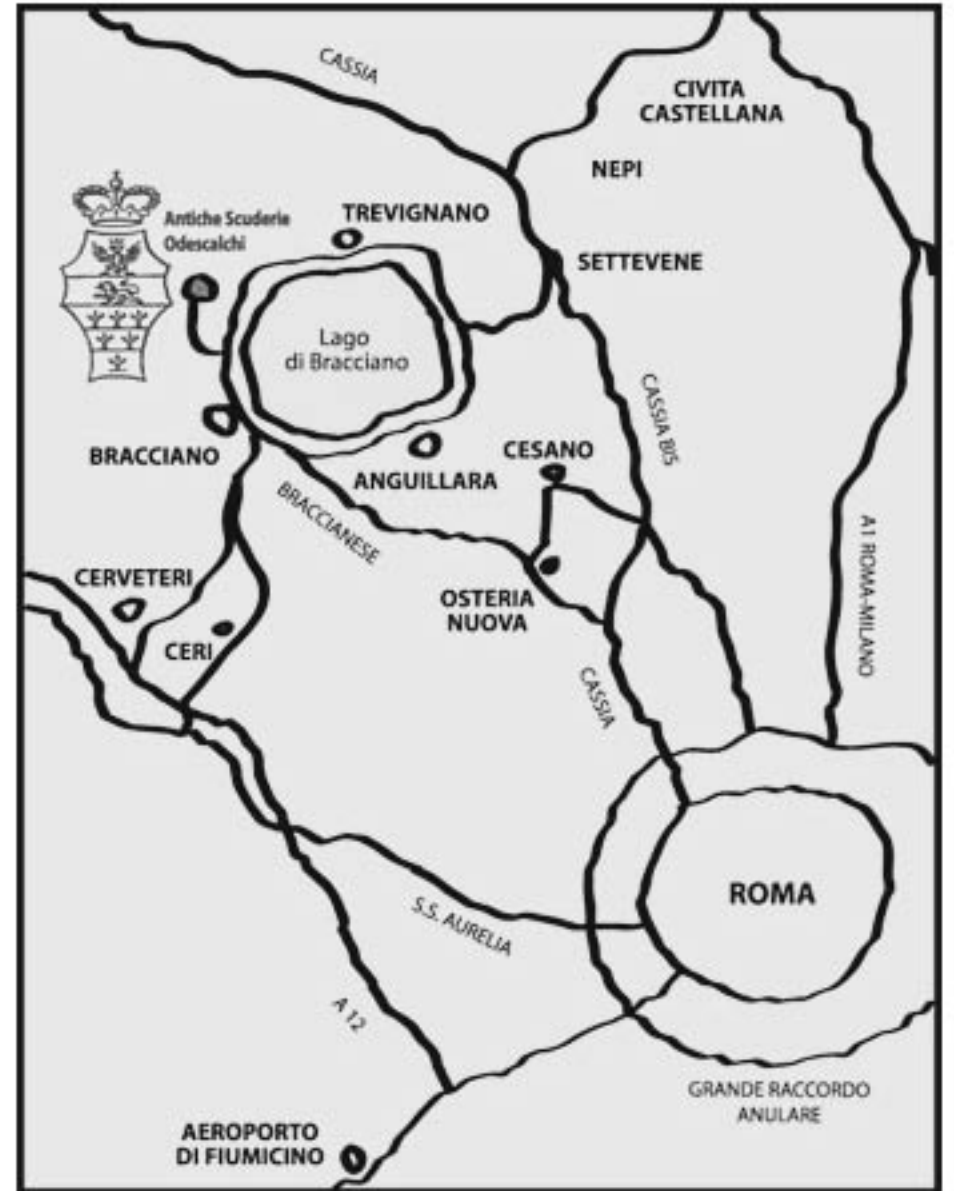 CASSIA
CIVITA
CASTELLANA
NEPI
Antiche Scuderie
Odescalchi
TREVIGNANO
SETTEVENE
Lago
di Bracciano
CASSIA BIS
BRACCIANO
CESANO
ANGUILLARA
BRACCIANESE
A1 ROMA-MILANO
CERVETERI
OSTERIA
NUOVA
CERI
CASSIA
ROMA
S.S. AURELIA
A 12
GRANDE RACCORDO
ANULARE
AEROPORTO
DI FIUMICINO